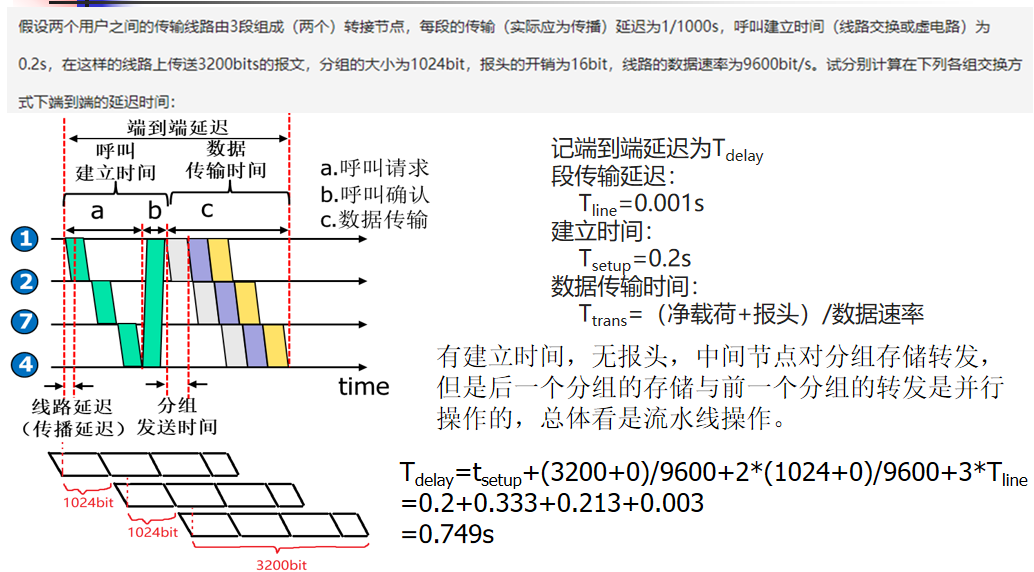 假设两个用户之间的传输线路由3段组成（两个）转接节点，每段的传输（实际应为传播）延迟为1/1000s，呼叫建立时间（线路交换或虚电路）为
0.2s，在这样的线路上传送3200bits的报文，分组的大小为1024bit，报头的开销为16bit，线路的数据速率为9600bit/s。试分别计算在下列各组交换方
式下端到端的延迟时间：
端到端延迟
呼叫
建立时间
数据
传输时间
a
b
c
a.呼叫请求
b.呼叫确认
c.数据传输
1
2
7
4
time
线路延迟
（传播延迟）
分组
发送时间
1024bit
1024bit
3200bit
记端到端延迟为Tdelay
段传输延迟：
Tline=0.001s
建立时间：
Tsetup=0.2s
数据传输时间：
Ttrans=（净载荷+报头）/数据速率
有建立时间，无报头，中间节点对分组存储转发，
但是后一个分组的存储与前一个分组的转发是并行
操作的，总体看是流水线操作。
Tdelay=tsetup+(3200+0)/9600+2*(1024+0)/9600+3*Tline
=0.2+0.333+0.213+0.003
=0.749s